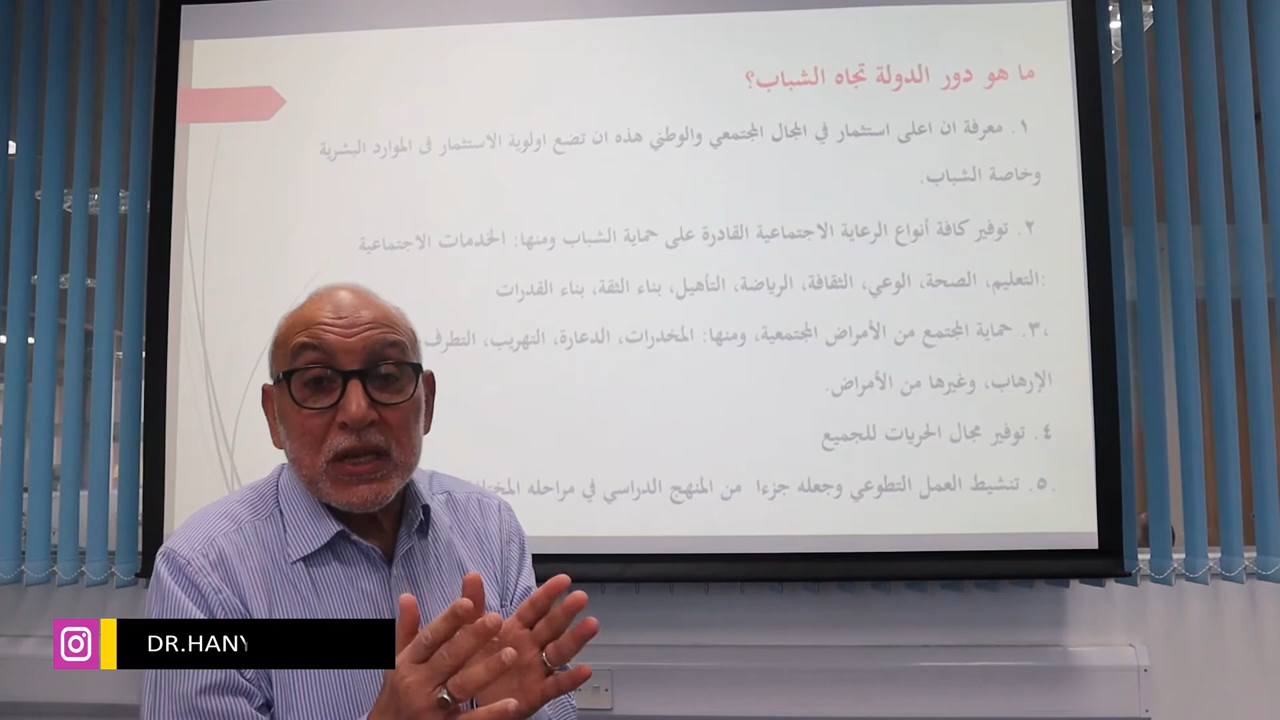 ما هو دور الدولة تجاه الشباب؟
١. معرفة ان اعلى استثمار في المجال المجتمعي والوطني هذه ان تضع اولوية الاستثمار فى الموارد البشرية
وخاصة الشباب.
٢. توفير كافة أنواع الرعاية الاجتماعية القادرة على حماية الشباب ومنها: الخدمات الاجتماعية
:التعليم، الصحة، الوعي، الثقافة، الرياضة، التأهيل، بناء الثقة، بناء القدرات
٣، حماية المجتمع من الأمراض المجتمعية، ومنها: المخدرات، الدعارة، التهريب، التطرف
الإرهاب، وغيرها من الأمراض.
٤. توفير مجال الحريات للجميع
٥. تنشيط العمل التطوعي وجعله جزءا من المنهج الدراسي في مراحله
DR.HANY